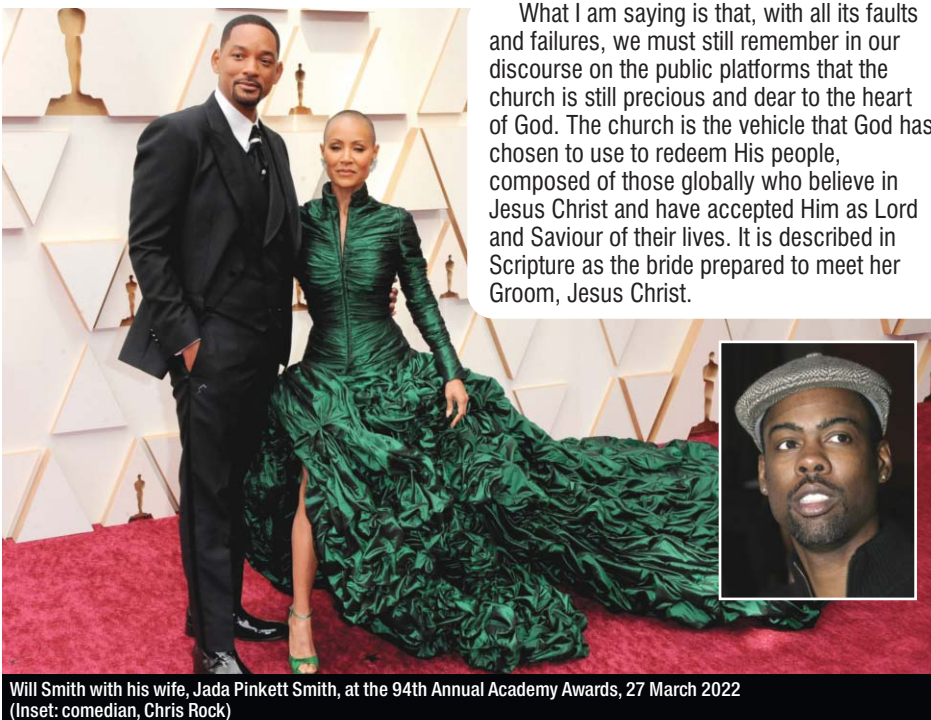 What I am saying is that, with all its faults
and failures, we must still remember in our
discourse on the public platforms that the
church is still precious and dear to the heart
of God. The church is the vehicle that God has
chosen to use to redeem His people,
composed of those globally who believe in
Jesus Christ and have accepted Him as Lord
and Saviour of their lives. It is described in
Scripture as the bride prepared to meet her
Groom, Jesus Christ.
Will Smith with his wife, Jada Pinkett Smith, at the 94th Annual Academy Awards, 27 March 2022
(Inset: comedian, Chris Rock)